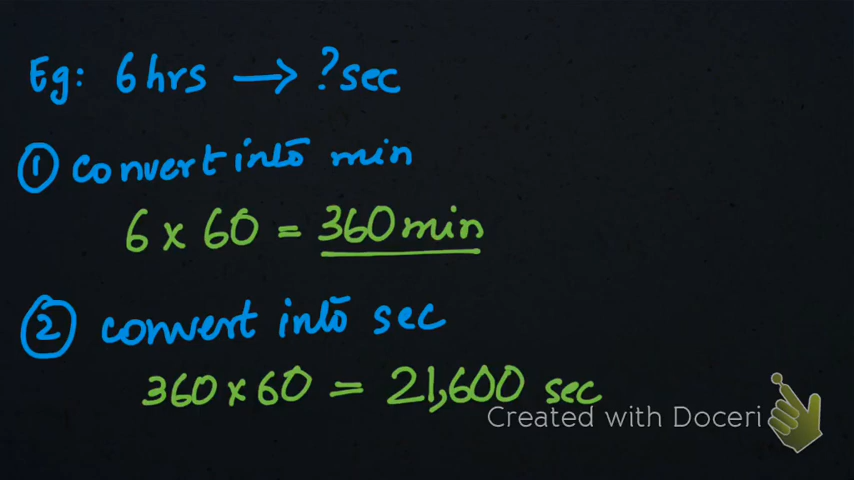 Eg: 6 hrs → ? sec
① convert into min
6 x 60 = 360 min
② convert into sec
360 x 60 = 21,600 sec
Created with Doceri